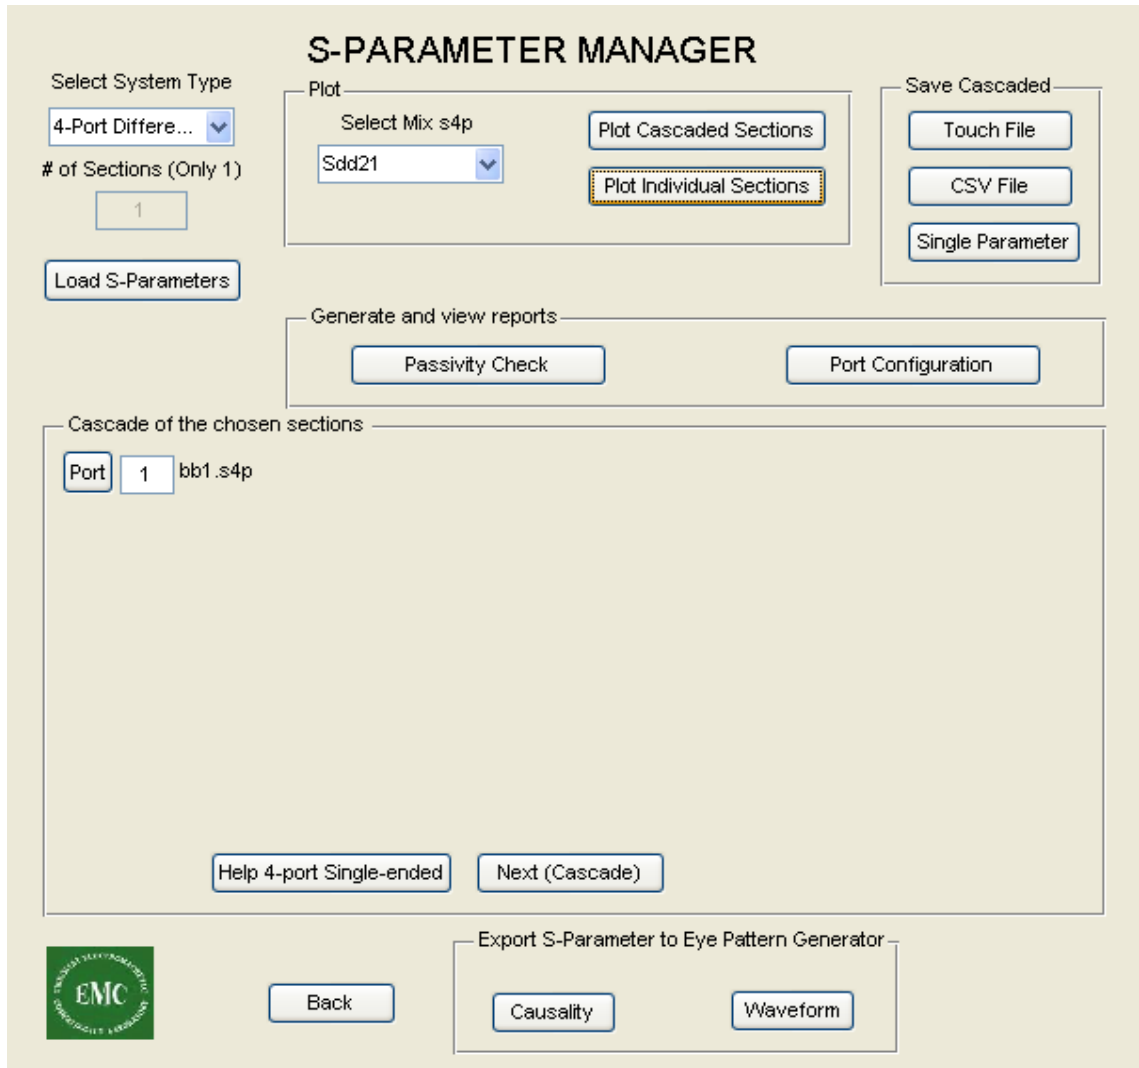 S-PARAMETER MANAGER
Select System Type
4-Port Differe...
# of Sections (Only 1)
1
Load S-Parameters
Plot
Select Mix s4p
Sdd21
Plot Cascaded Sections
Plot Individual Sections
Save Cascaded
Touch File
CSV File
Single Parameter
Generate and view reports
Passivity Check
Port Configuration
Cascade of the chosen sections
Port 1 bb1.s4p
Help 4-port Single-ended
Next (Cascade)
EMC
Back
Export S-Parameter to Eye Pattern Generator
Causality
Waveform